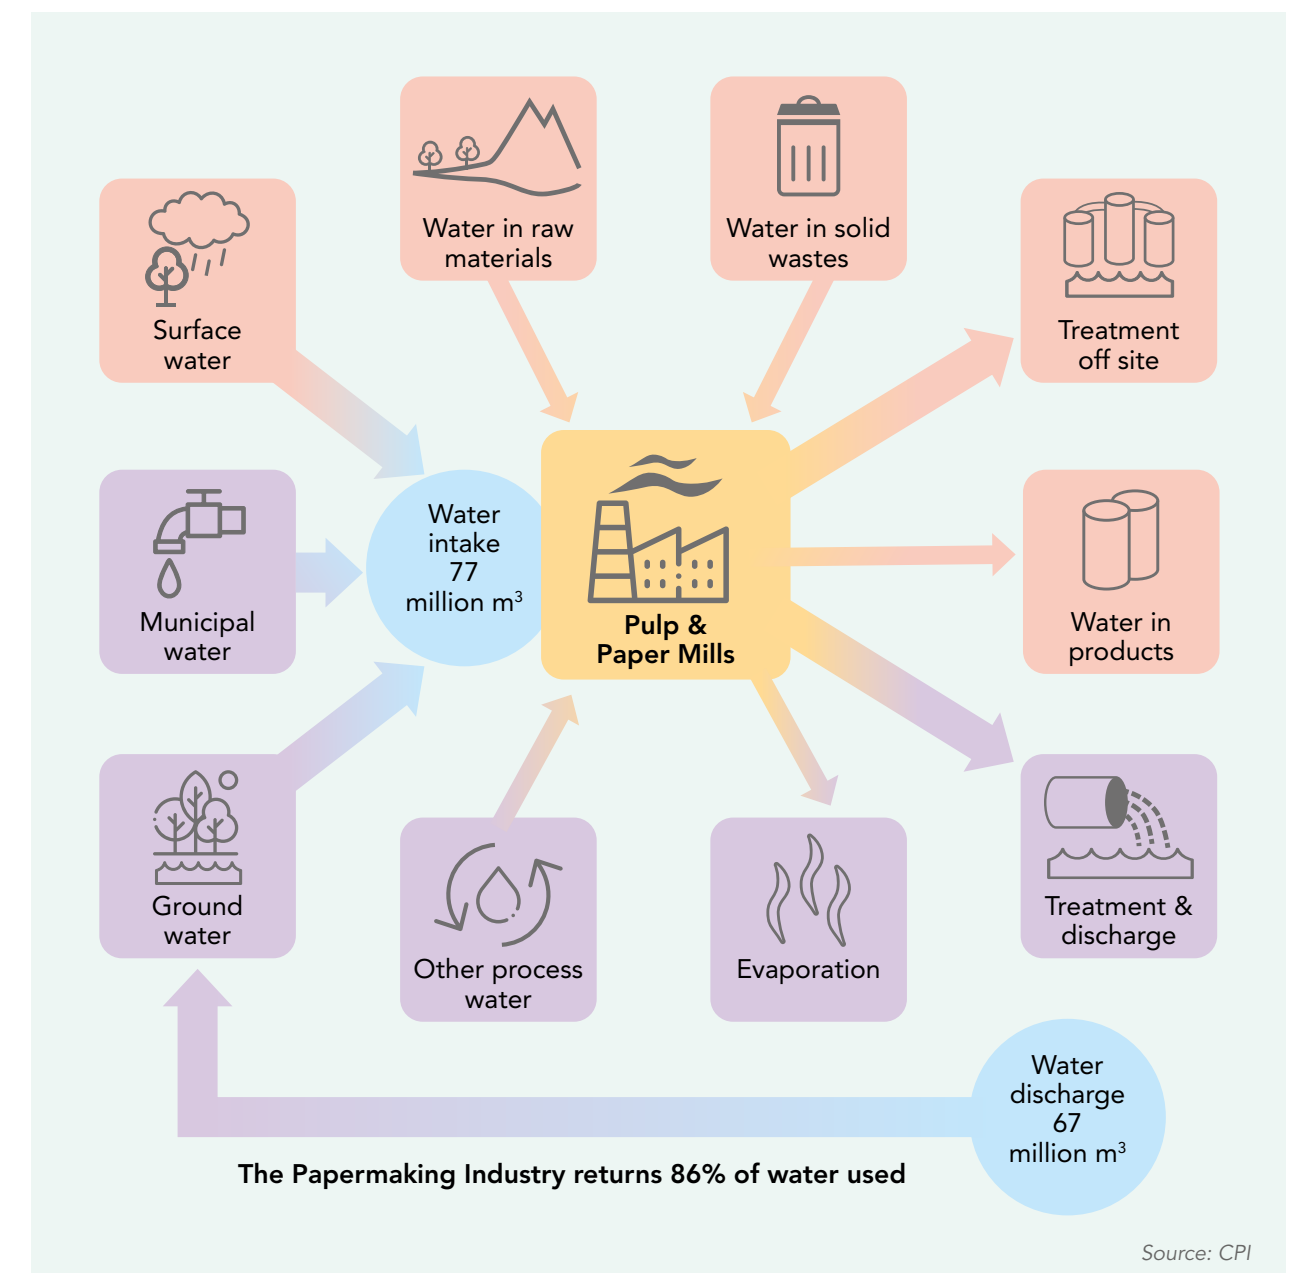 Water in raw
materials
Water in solid
wastes
Surface
water
Treatment
off site
Municipal
water
Water
intake
77
million m³
Pulp &
Paper Mills
Water in
products
Ground
water
Other process
water
Evaporation
Treatment &
discharge
Water
discharge
67
million m³
The Papermaking Industry returns 86% of water used
Source: CPI